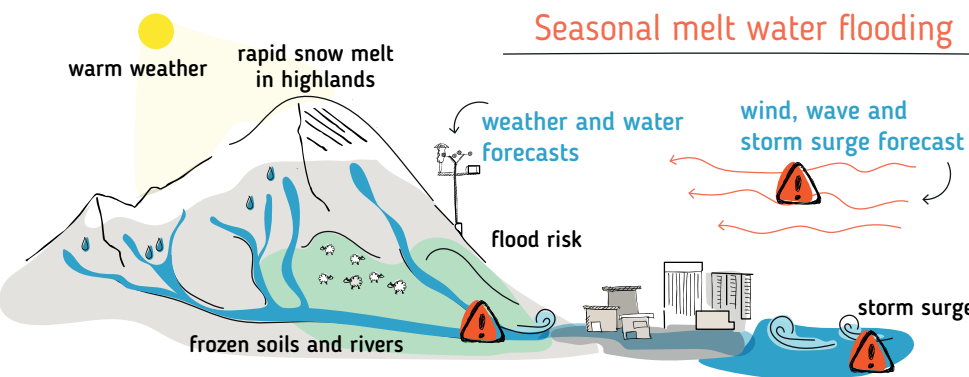 Seasonal melt water flooding
warm weather
rapid snow melt
in highlands
weather and water
forecasts
wind, wave and
storm surge forecast
flood risk
storm surge
frozen soils and rivers